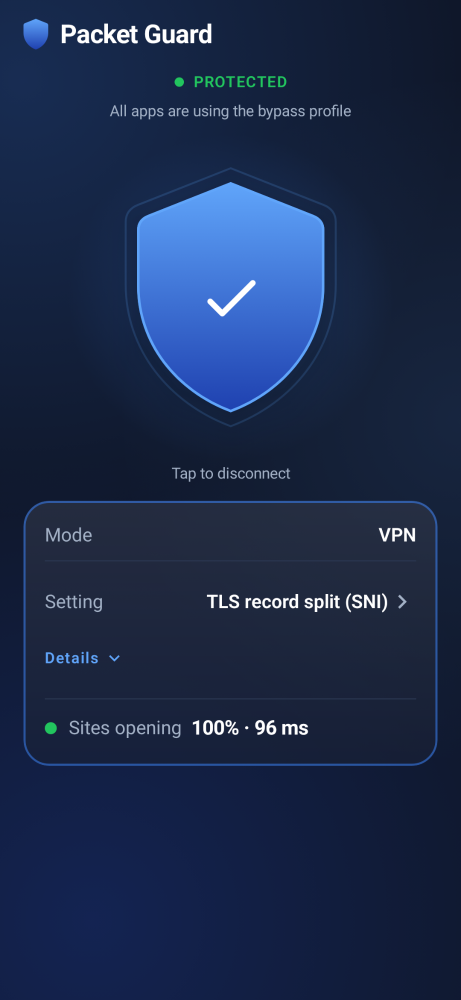 Packet Guard
PROTECTED
All apps are using the bypass profile
Tap to disconnect
Mode VPN
Setting TLS record split (SNI)
Details
Sites opening 100% · 96 ms